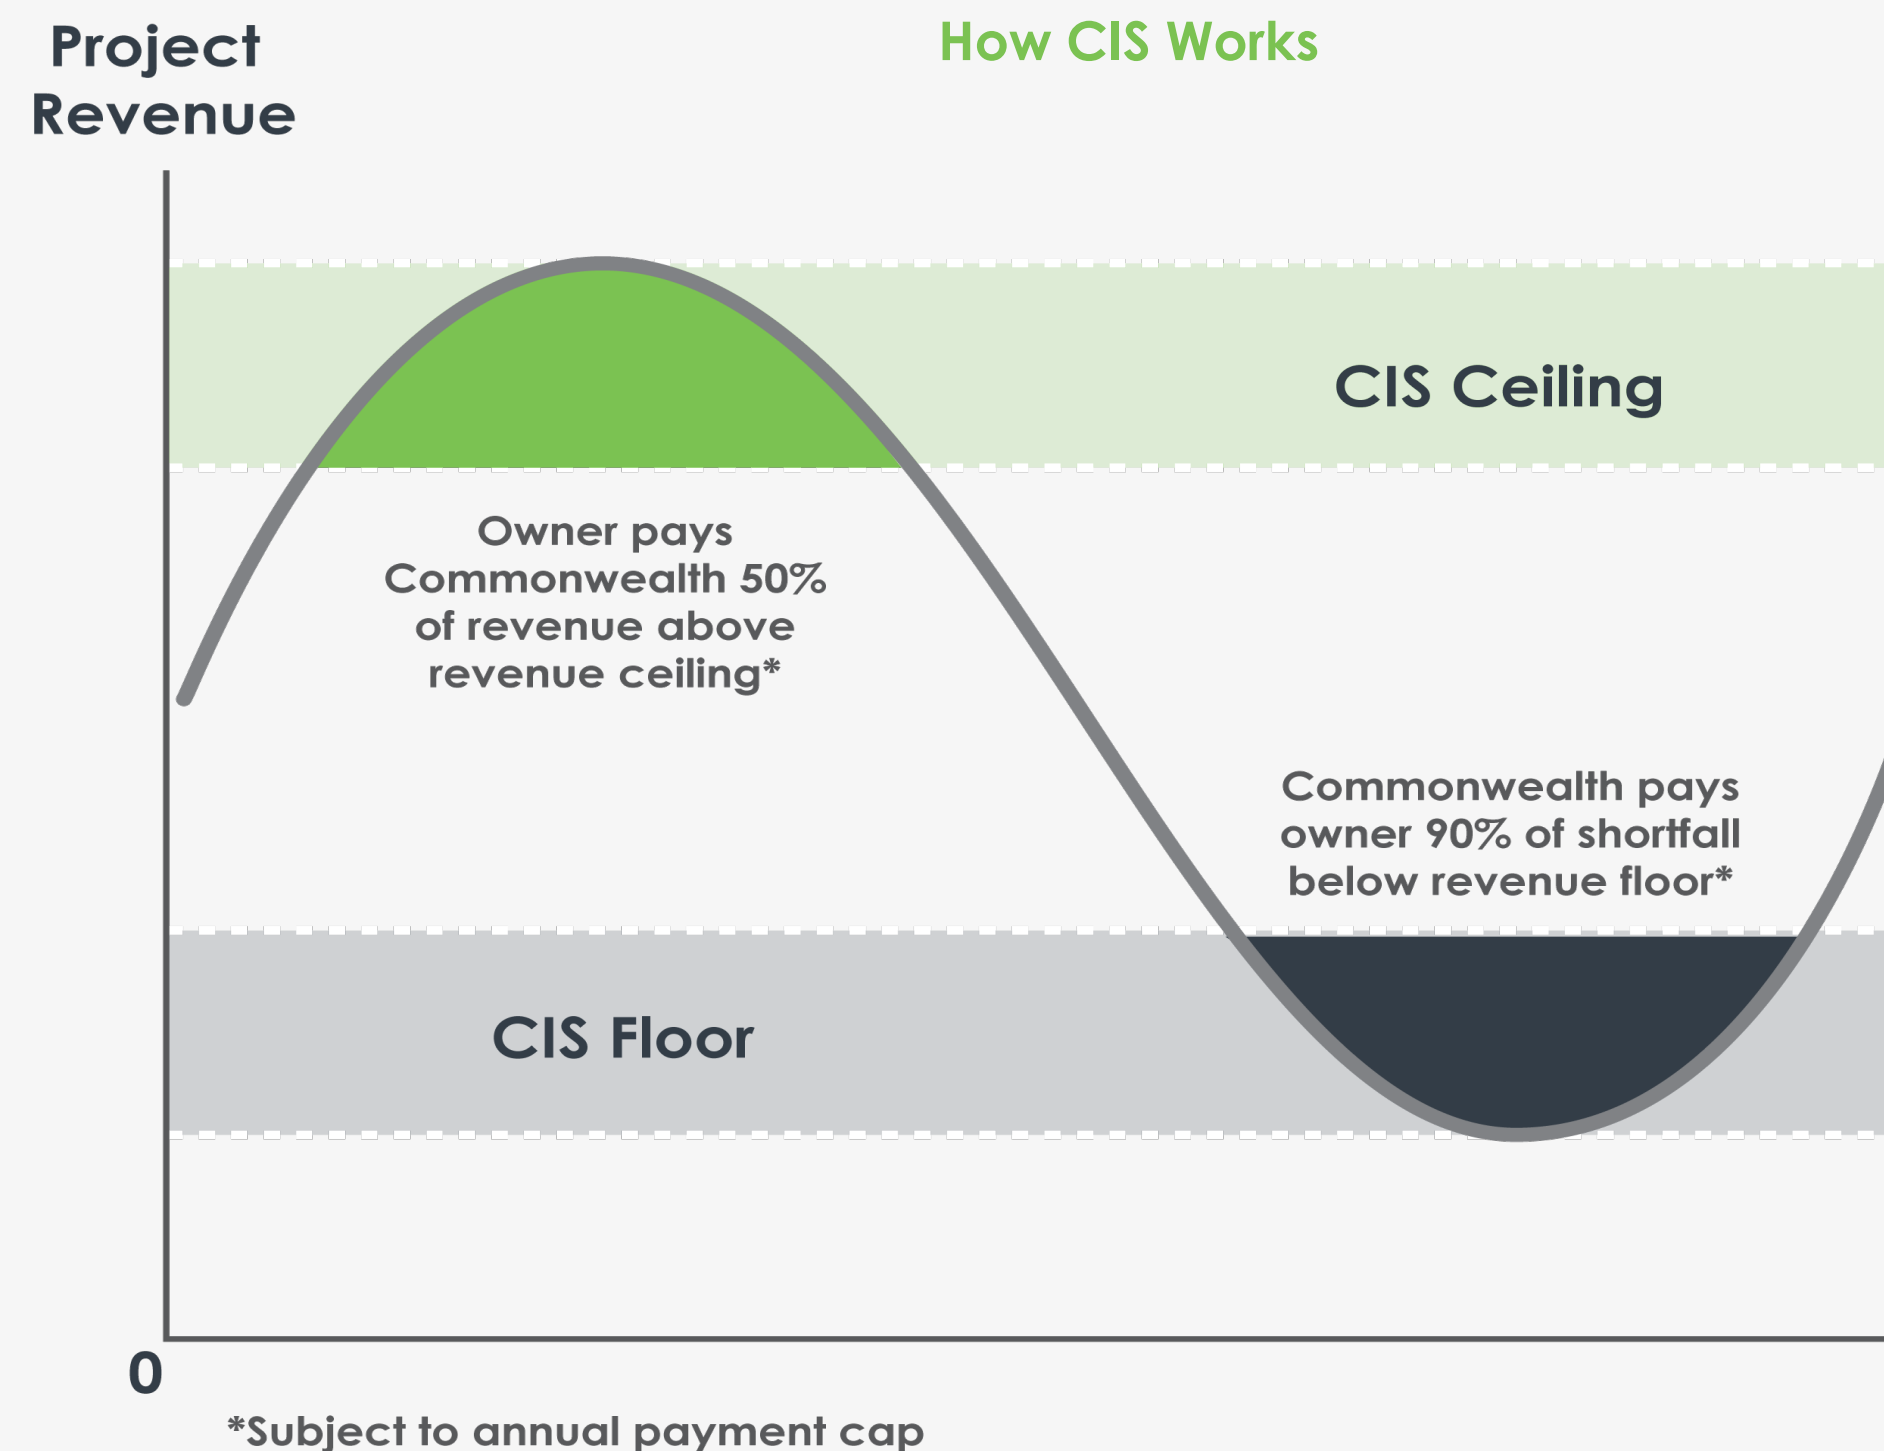 Project
Revenue
How CIS Works
CIS Ceiling
Owner pays
Commonwealth 50%
of revenue above
revenue ceiling*
Commonwealth pays
owner 90% of shortfall
below revenue floor*
CIS Floor
0
*Subject to annual payment cap